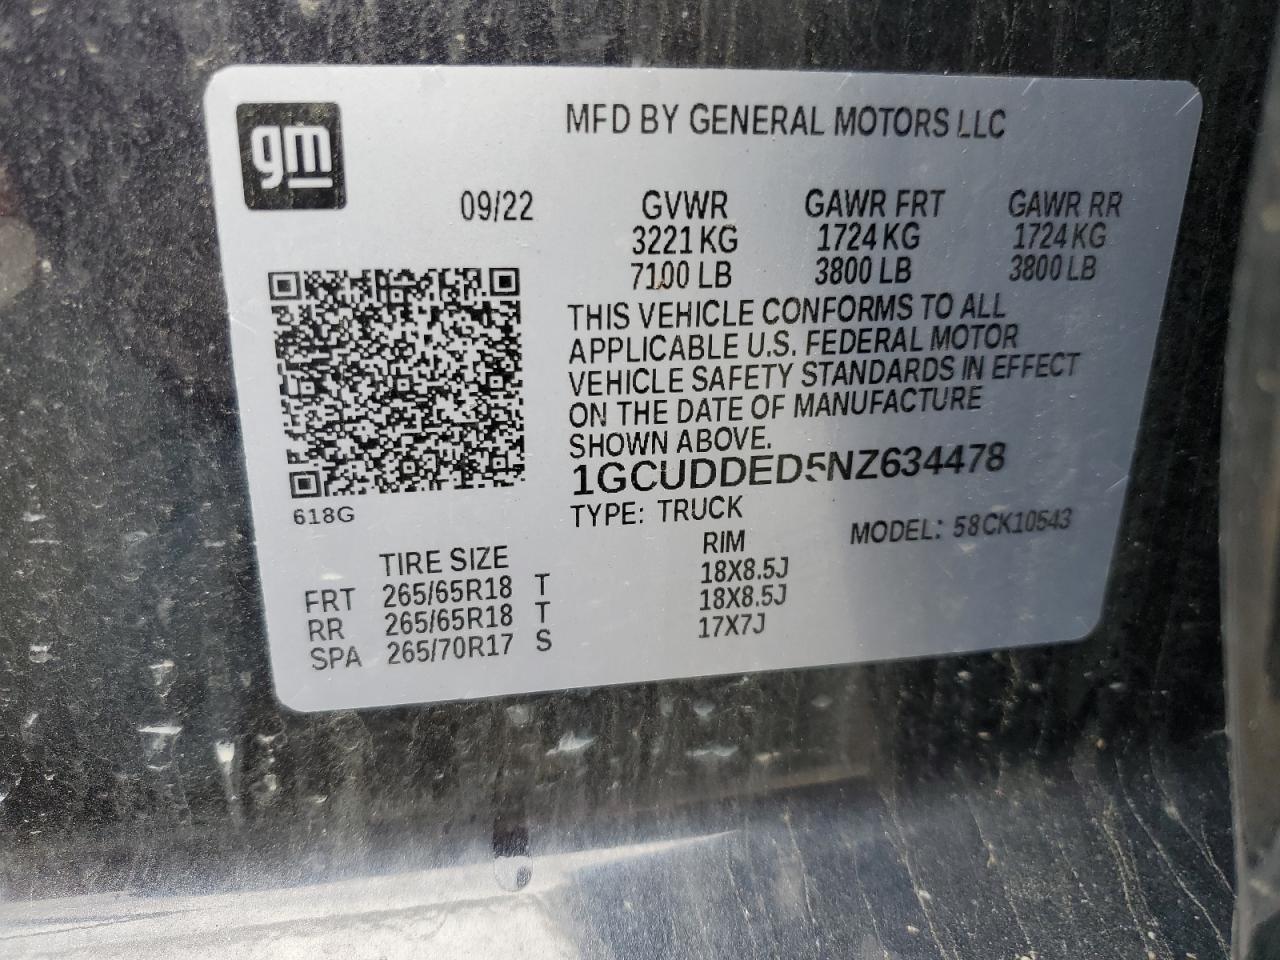 gm
MFD BY GENERAL MOTORS LLC
09/22
GVWR GAWR FRT GAWR RR
3221 KG 1724 KG 1724 KG
7100 LB 3800 LB 3800 LB
THIS VEHICLE CONFORMS TO ALL
APPLICABLE U.S. FEDERAL MOTOR
VEHICLE SAFETY STANDARDS IN EFFECT
ON THE DATE OF MANUFACTURE
SHOWN ABOVE.
1GCUDDED5NZ634478
618G
TYPE: TRUCK MODEL: 58CK10543
TIRE SIZE RIM
FRT 265/65R18 T 18X8.5J
RR 265/65R18 T 18X8.5J
SPA 265/70R17 S 17X7J